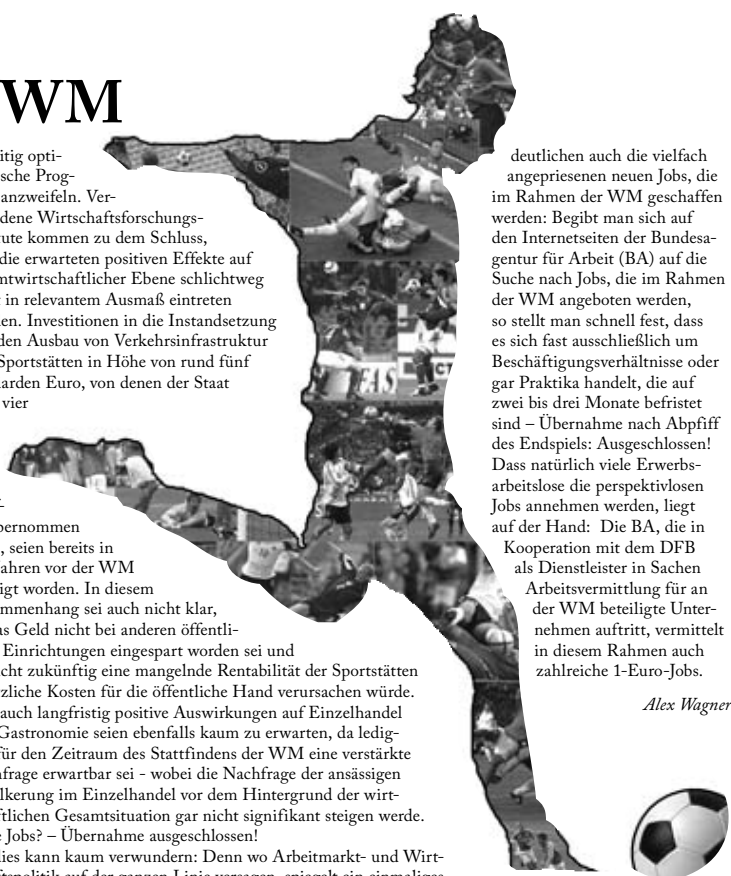 WM
itig opti-
sche Prog-
anzweifeln. Ver-
dene Wirtschaftsforschungs-
ute kommen zu dem Schluss,
die erwarteten positiven Effekte auf
mtwirtschaftlicher Ebene schlichtweg
in relevantem Ausmaß eintreten
en. Investitionen in die Instandsetzung
den Ausbau von Verkehrsinfrastruktur
Sportstätten in Höhe von rund fünf
arden Euro, von denen der Staat
vier
bernommen
, seien bereits in
ahren vor der WM
igt worden. In diesem
mmenhang sei auch nicht klar,
as Geld nicht bei anderen öffentli-
Einrichtungen eingespart worden sei und
cht zukünftig eine mangelnde Rentabilität der Sportstätten
zliche Kosten für die öffentliche Hand verursachen würde.
auch langfristig positive Auswirkungen auf Einzelhandel
Gastronomie seien ebenfalls kaum zu erwarten, da ledig-
für den Zeitraum des Stattfindens der WM eine verstärkte
frage erwartbar sei - wobei die Nachfrage der ansässigen
lkerung im Einzelhandel vor dem Hintergrund der wirt-
ftlichen Gesamtsituation gar nicht signifikant steigen werde.
e Jobs? – Übernahme ausgeschlossen!
ies kann kaum verwundern: Denn wo Arbeitmarkt- und Wirt-
ftspolitik auf der ganzen Linie versagen, spiegelt ein einmaliges
deutlichen auch die vielfach
angepriesenen neuen Jobs, die
im Rahmen der WM geschaffen
werden: Begibt man sich auf
den Internetseiten der Bundesa-
gentur für Arbeit (BA) auf die
Suche nach Jobs, die im Rahmen
der WM angeboten werden,
so stellt man schnell fest, dass
es sich fast ausschließlich um
Beschäftigungsverhältnisse oder
gar Praktika handelt, die auf
zwei bis drei Monate befristet
sind – Übernahme nach Abpfiff
des Endspiels: Ausgeschlossen!
Dass natürlich viele Erwerbs-
arbeitslose die perspektivlosen
Jobs annehmen werden, liegt
auf der Hand: Die BA, die in
Kooperation mit dem DFB
als Dienstleister in Sachen
Arbeitsvermittlung für an
der WM beteiligte Unter-
nehmen auftritt, vermittelt
in diesem Rahmen auch
zahlreiche 1-Euro-Jobs.
Alex Wagner